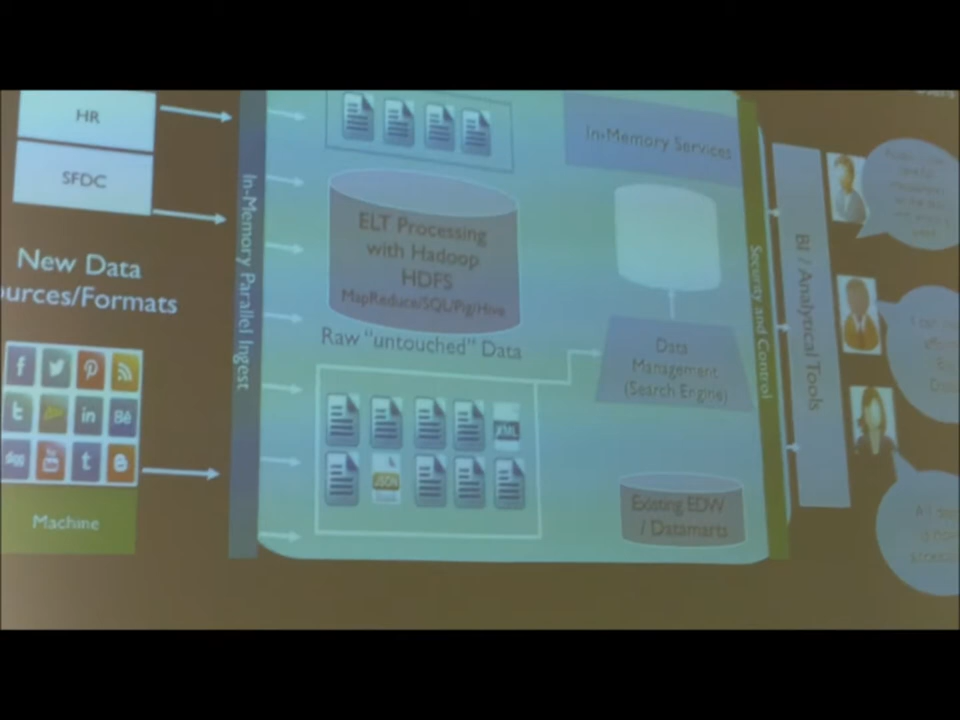 HR
SFDC
New Data
ources/Formats
Machine
In-Memory Parallel Ingest
ELT Processing
with Hadoop
HDFS
MapReduce/SQL/Pig/Hive
Raw "untouched" Data
XML
JSON
In-Memory Services
Data
Management
(Search Engine)
Existing EDW
/ Datamarts
Security and Control
BI / Analytical Tools